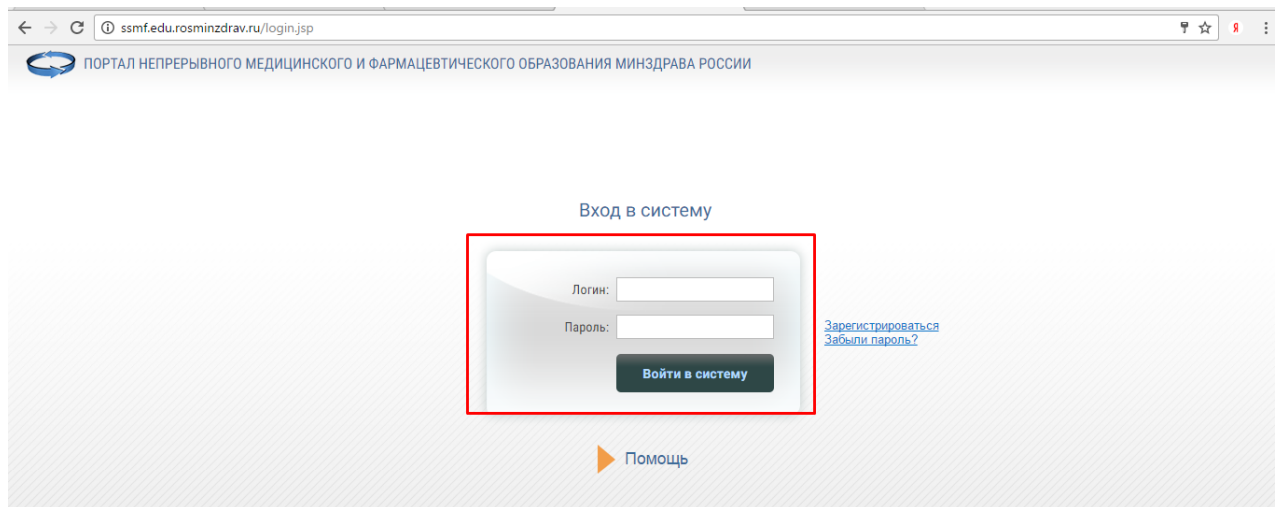 ssmf.edu.rosminzdrav.ru/login.jsp
Я
ПОРТАЛ НЕПРЕРЫВНОГО МЕДИЦИНСКОГО И ФАРМАЦЕВТИЧЕСКОГО ОБРАЗОВАНИЯ МИНЗДРАВА РОССИИ
Вход в систему
Логин:
Пароль:
Зарегистрироваться
Забыли пароль?
Войти в систему
Помощь